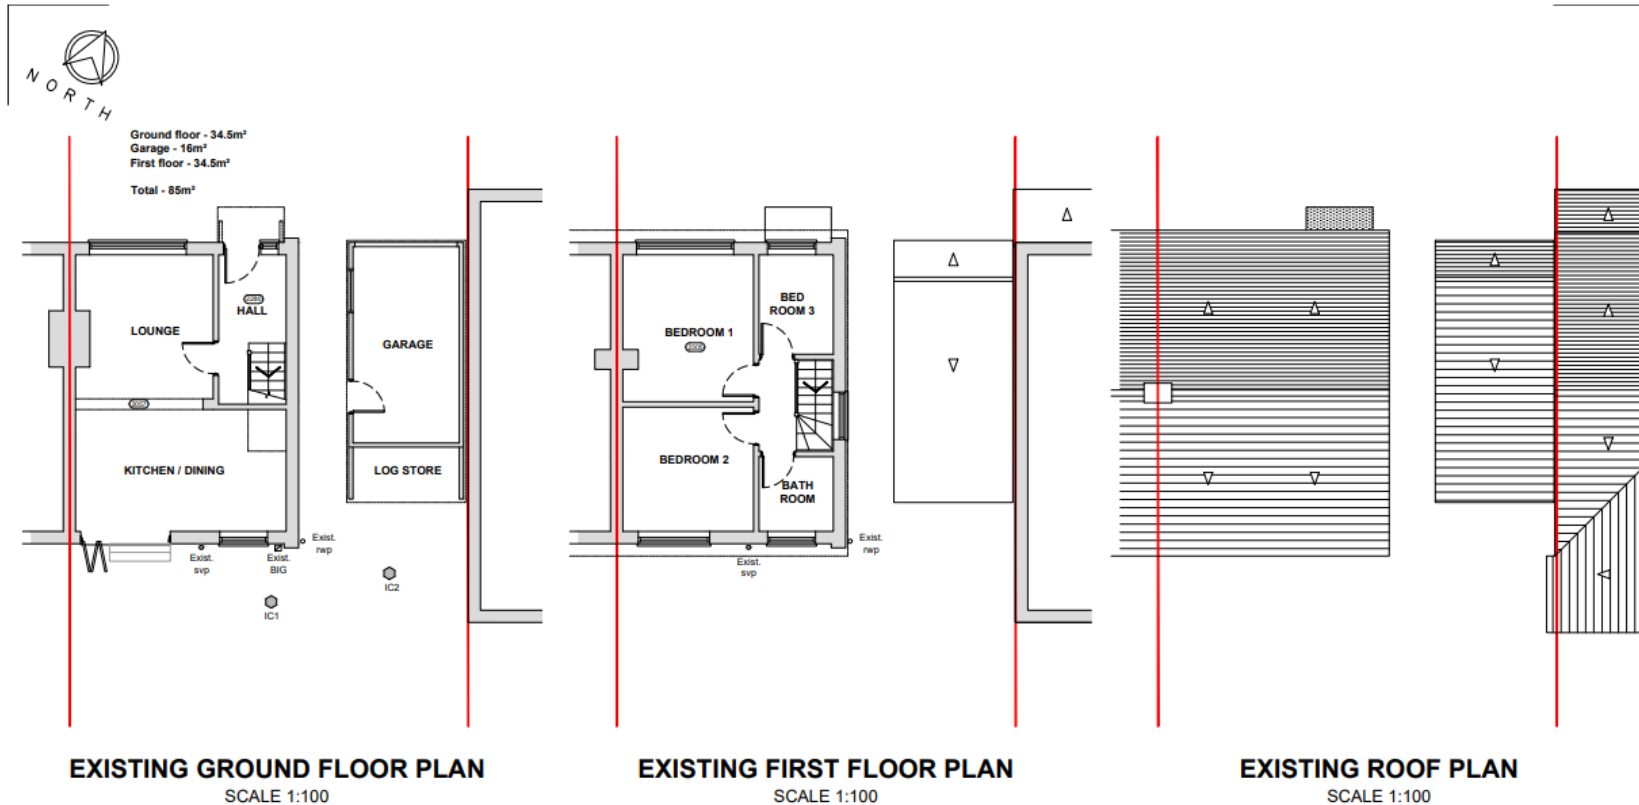 NORTH
Ground floor - 34.5m²
Garage - 16m²
First floor - 34.5m²
Total - 85m²
HALL
LOUNGE
GARAGE
KITCHEN / DINING
LOG STORE
Exist.
rwp
Exist.
svp
Exist.
BIG
IC2
IC1
BED
ROOM 3
BEDROOM 1
BEDROOM 2
BATH
ROOM
Exist.
rwp
Exist.
svp
EXISTING GROUND FLOOR PLAN
SCALE 1:100
EXISTING FIRST FLOOR PLAN
SCALE 1:100
EXISTING ROOF PLAN
SCALE 1:100